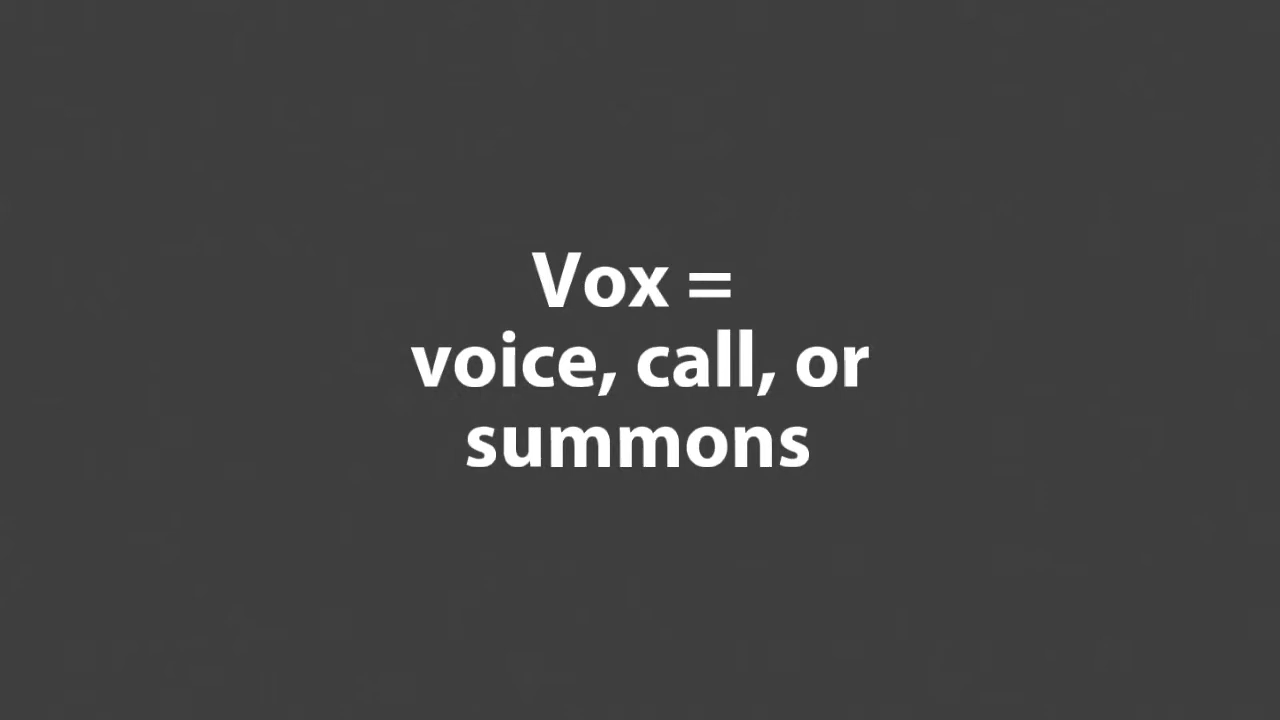 Vox =
voice, call, or
summons